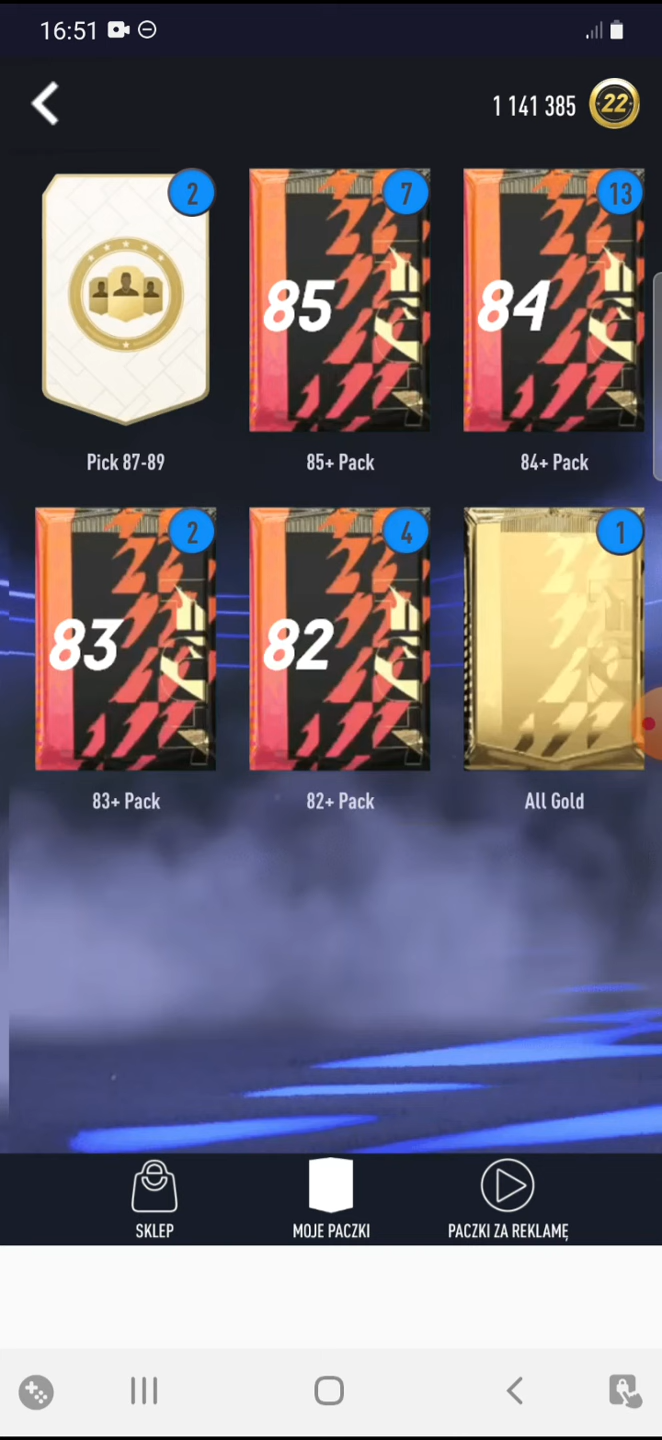 16:51
1 141 385
22
2
7
13
85
84
Pick 87-89
85+ Pack
84+ Pack
2
4
1
83
82
83+ Pack
82+ Pack
All Gold
SKLEP
MOJE PACZKI
PACZKI ZA REKLAMĘ